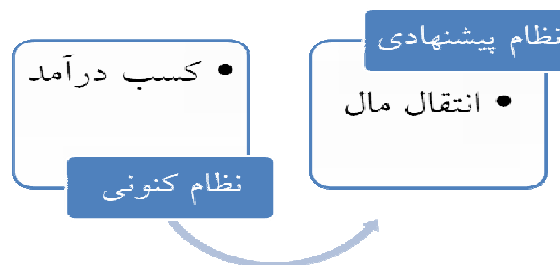 نظام پیشنهادی
• انتقال مال
• کسب درآمد
نظام کنونی